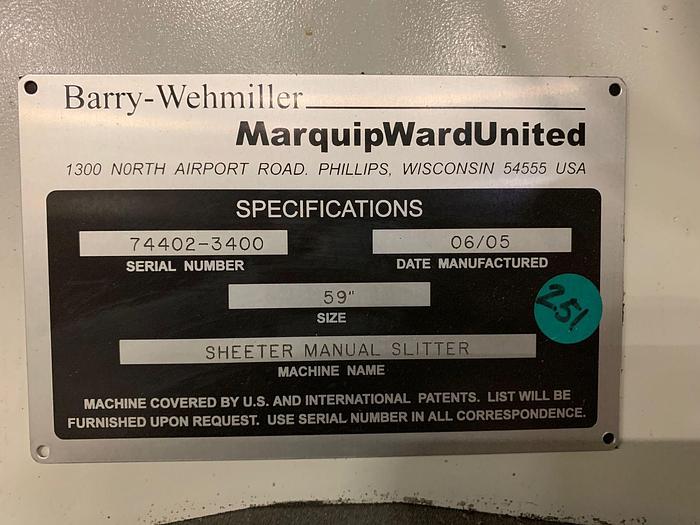 Barry-Wehmiller
MarquipWardUnited
1300 NORTH AIRPORT ROAD. PHILLIPS, WISCONSIN 54555 USA
SPECIFICATIONS
74402-3400
SERIAL NUMBER
06/05
DATE MANUFACTURED
59"
SIZE
251
SHEETER MANUAL SLITTER
MACHINE NAME
MACHINE COVERED BY U.S. AND INTERNATIONAL PATENTS. LIST WILL BE
FURNISHED UPON REQUEST. USE SERIAL NUMBER IN ALL CORRESPONDENCE.